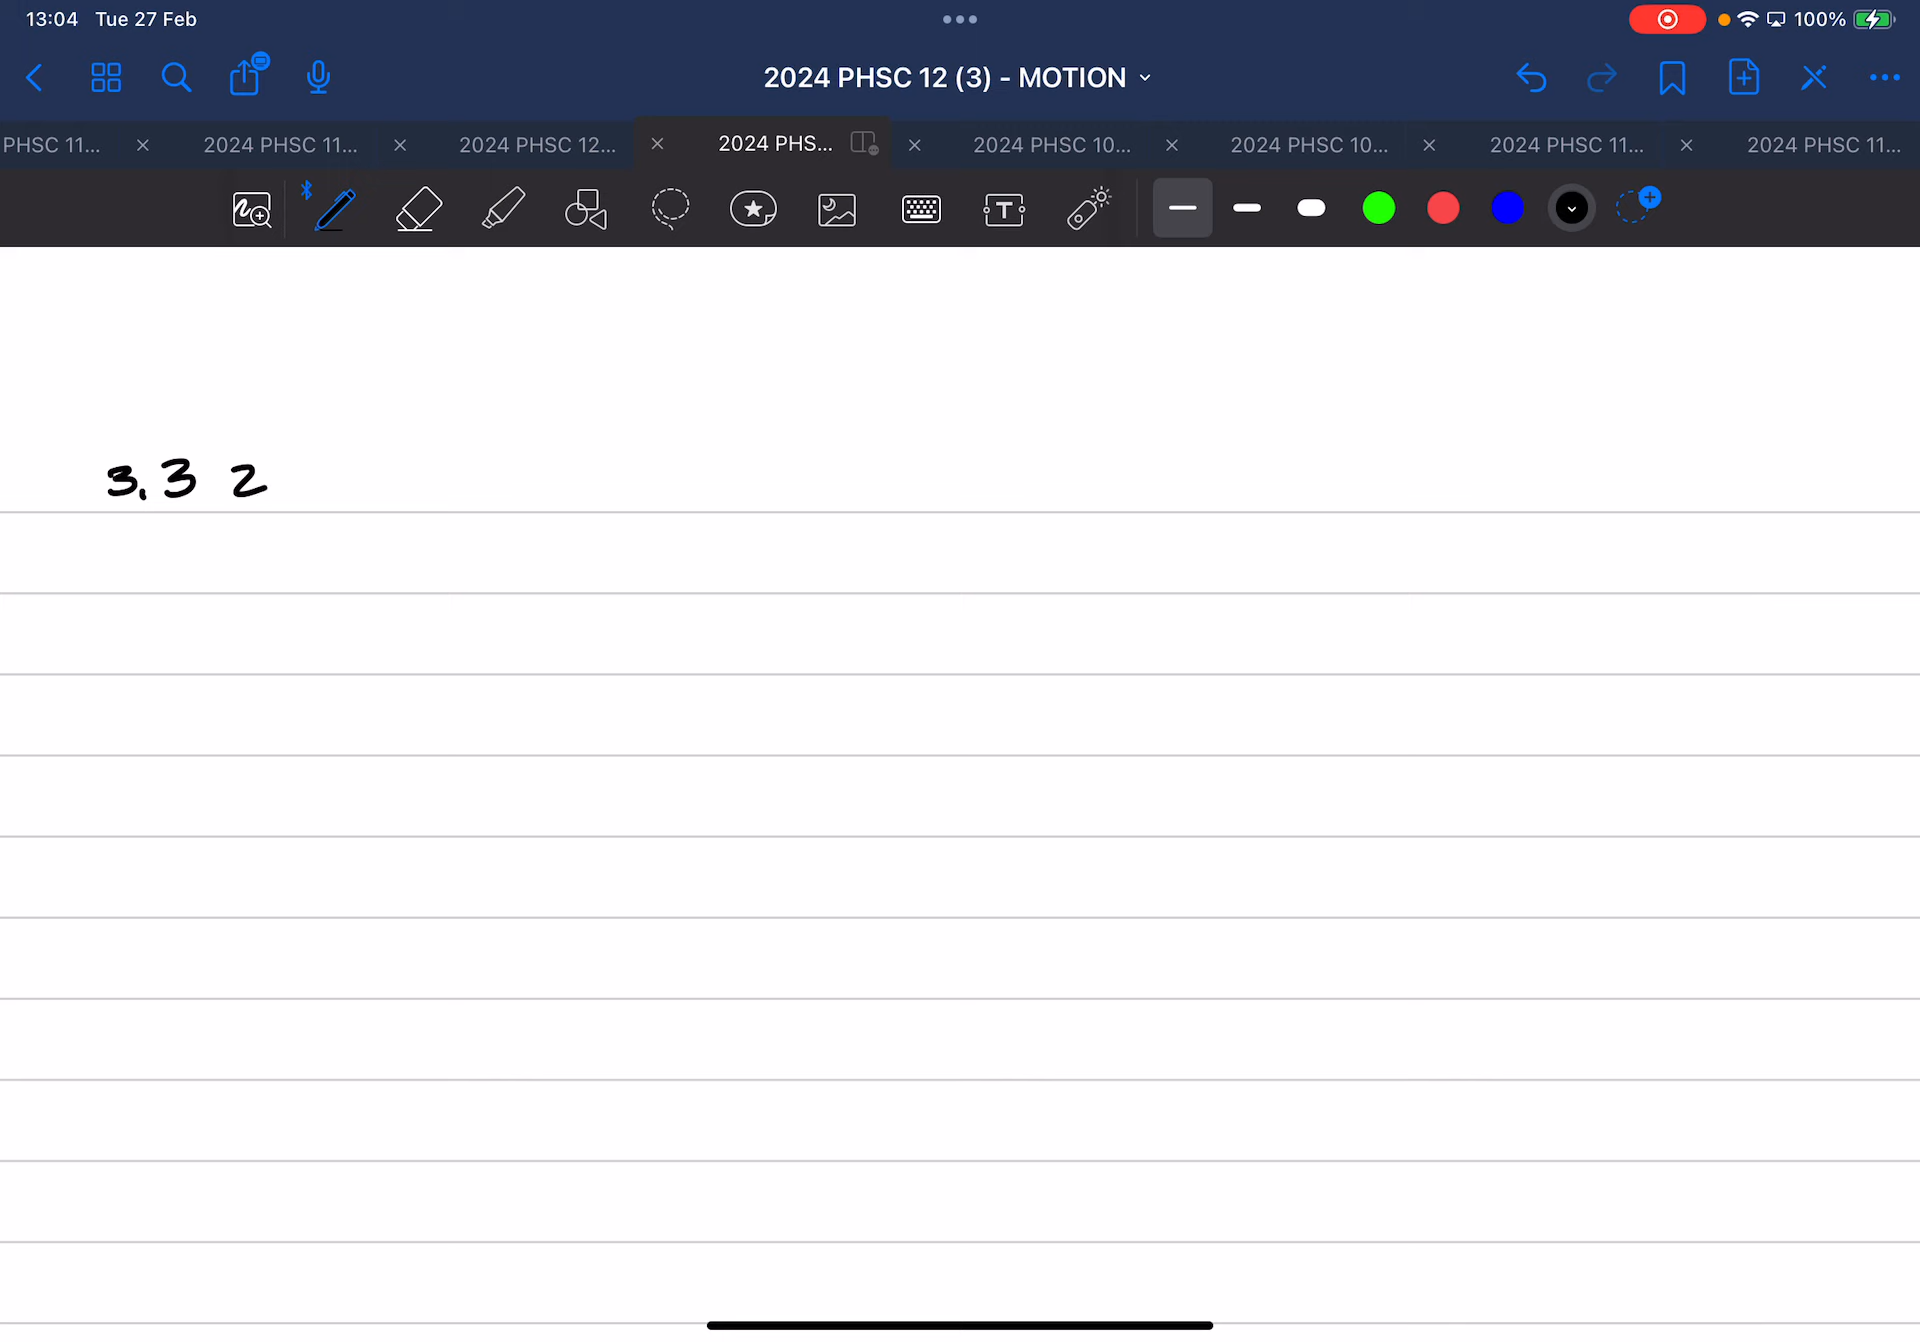 13:04 Tue 27 Feb 100%
2024 PHSC 12 (3) - MOTION
PHSC 11... 2024 PHSC 11... 2024 PHSC 12... 2024 PHS... 2024 PHSC 10... 2024 PHSC 10... 2024 PHSC 11... 2024 PHSC 11...
T
3.3 2